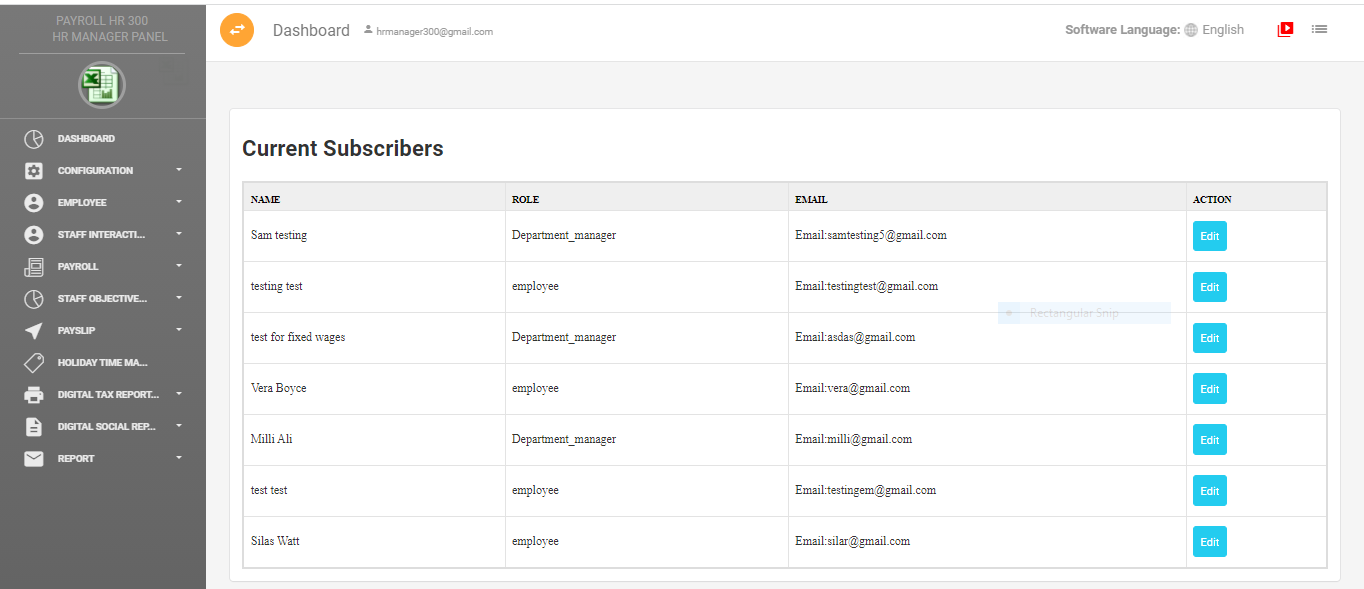 PAYROLL HR 300
HR MANAGER PANEL
DASHBOARD
CONFIGURATION
EMPLOYEE
STAFF INTERACTI...
PAYROLL
STAFF OBJECTIVE...
PAYSLIP
HOLIDAY TIME MA...
DIGITAL TAX REPORT...
DIGITAL SOCIAL REP...
REPORT
Dashboard hrmanager300@gmail.com Software Language: English
Current Subscribers
NAME ROLE EMAIL ACTION
Sam testing Department_manager Email:samtesting5@gmail.com Edit
testing test employee Email:testingtest@gmail.com Edit
Rectangular Snip
test for fixed wages Department_manager Email:asdas@gmail.com Edit
Vera Boyce employee Email:vera@gmail.com Edit
Milli Ali Department_manager Email:milli@gmail.com Edit
test test employee Email:testingem@gmail.com Edit
Silas Watt employee Email:silar@gmail.com Edit